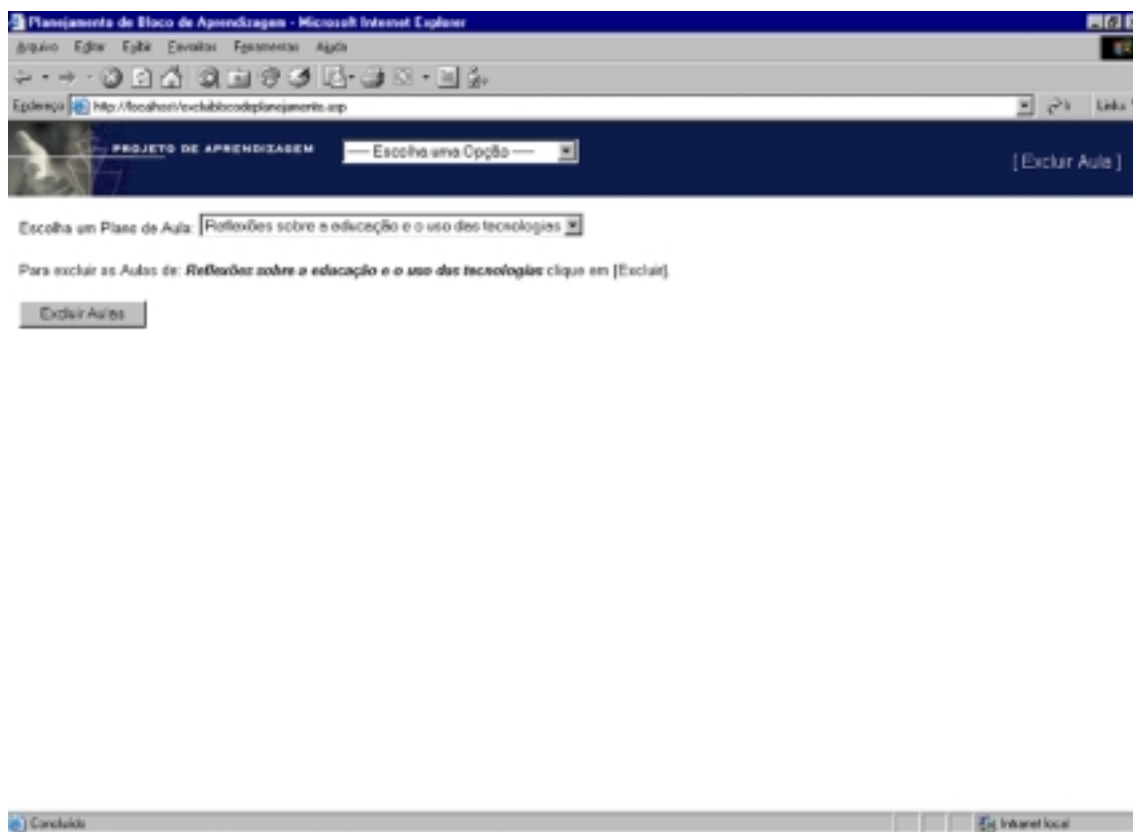 Planejamento de Bloco de Aprendizagem - Microsoft Internet Explorer
Arquivo Editar Exibir Favoritos Ferramentas Ajuda
Endereço http://localhost/excluiblocodeplanejamento.asp Ir Links
PROJETO DE APRENDIZAGEM --- Escolha uma Opção --- [ Excluir Aula ]
Escolha um Plano de Aula: Reflexões sobre a educação e o uso das tecnologias
Para excluir as Aulas de: Reflexões sobre a educação e o uso das tecnologias clique em [Excluir].
Excluir Aulas
Concluído Intranet local